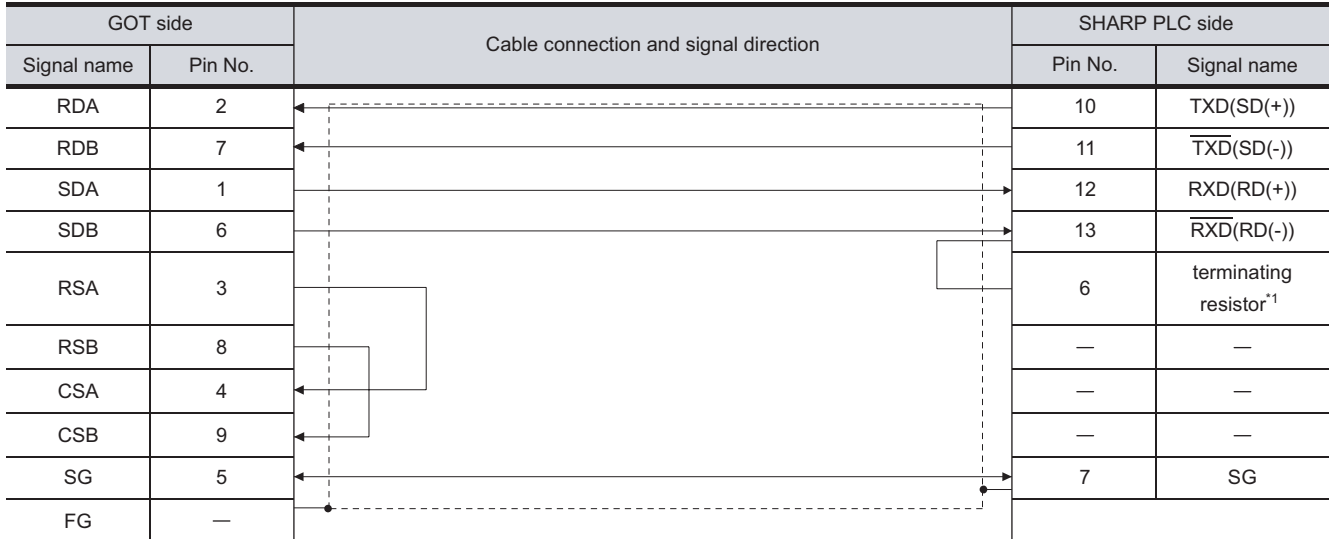 GOT side Cable connection and signal direction SHARP PLC side
Signal name Pin No. Pin No. Signal name
RDA 2 10 TXD(SD(+))
RDB 7 11 T̅X̅D̅(SD(-))
SDA 1 12 RXD(RD(+))
SDB 6 13 R̅X̅D̅(RD(-))
RSA 3 6 terminating
resistor*1
RSB 8 — —
CSA 4 — —
CSB 9 — —
SG 5 7 SG
FG —